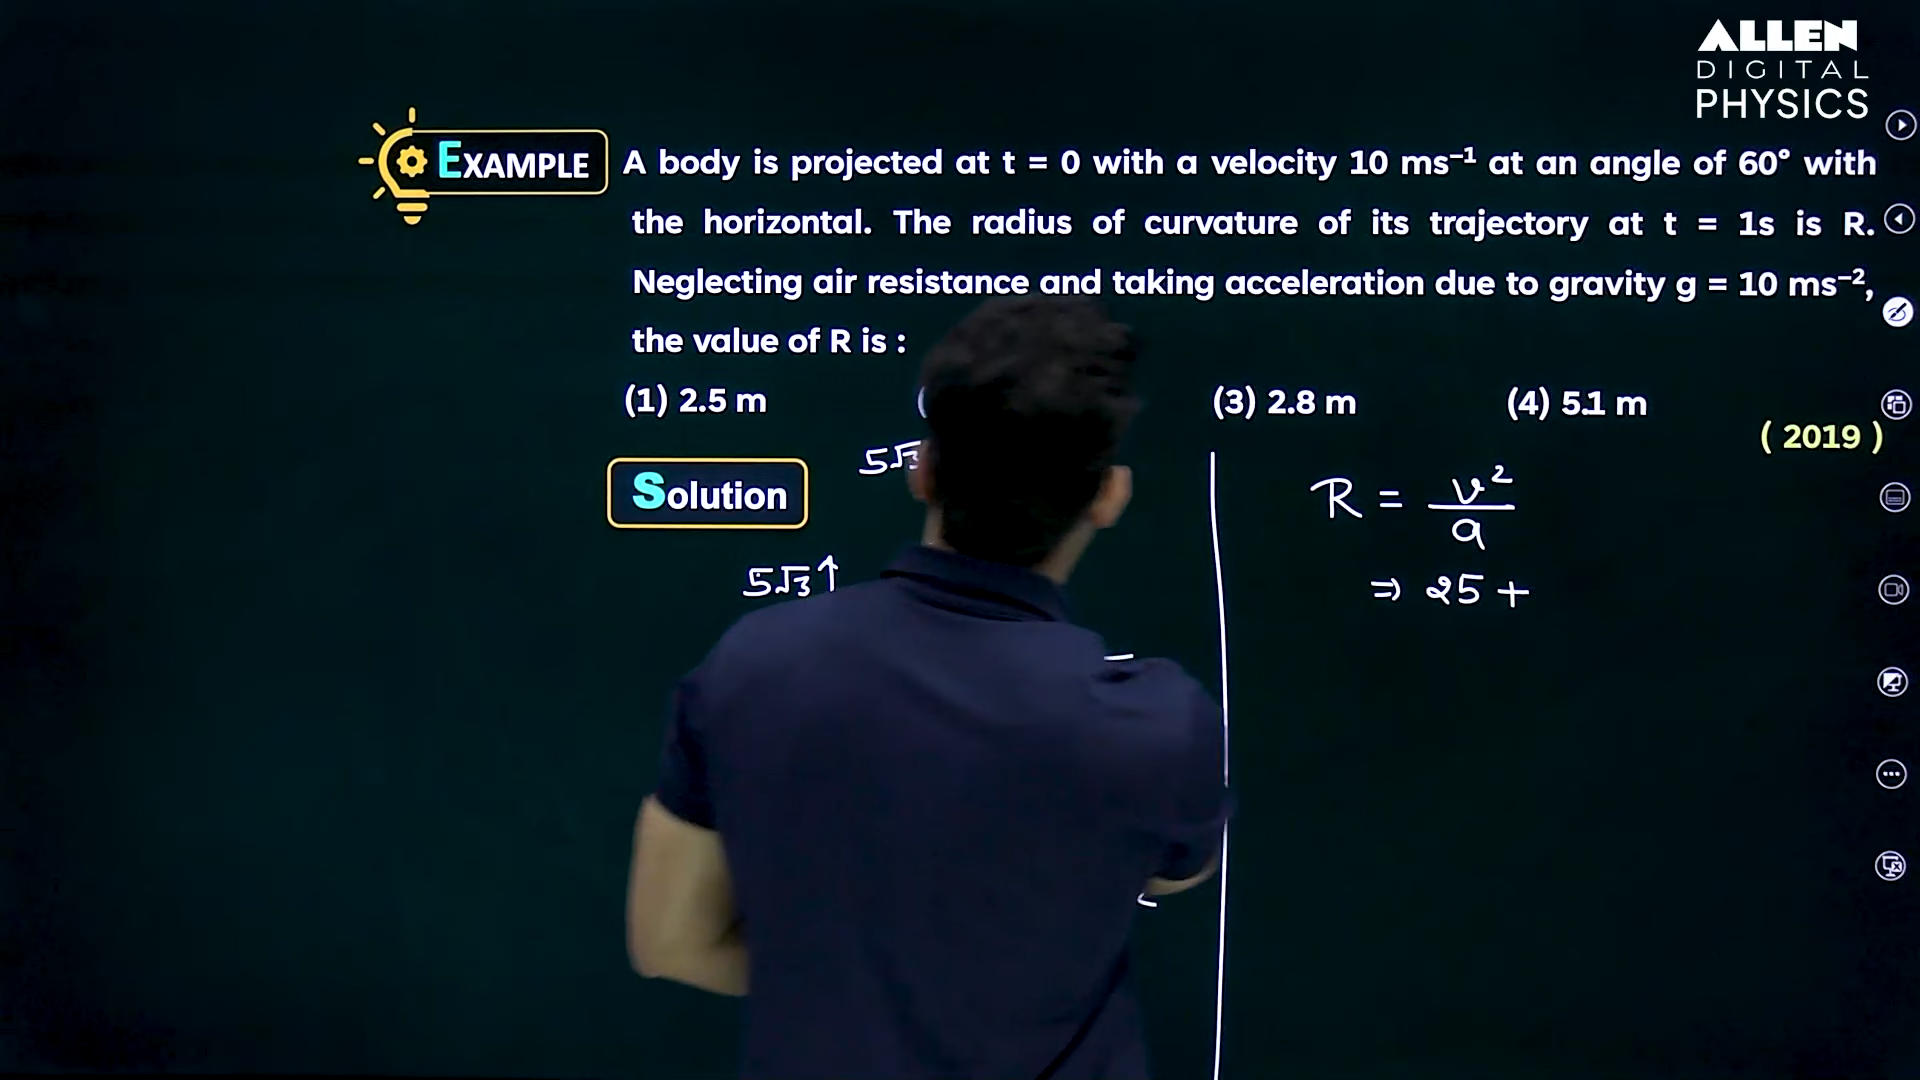 ALLEN
DIGITAL
PHYSICS
EXAMPLE
A body is projected at t = 0 with a velocity 10 ms⁻¹ at an angle of 60° with
the horizontal. The radius of curvature of its trajectory at t = 1s is R.
Neglecting air resistance and taking acceleration due to gravity g = 10 ms⁻²,
the value of R is :
(1) 2.5 m (3) 2.8 m (4) 5.1 m
( 2019 )
Solution
5√3
5√3↑
R = v²/a
⇒ 25 +